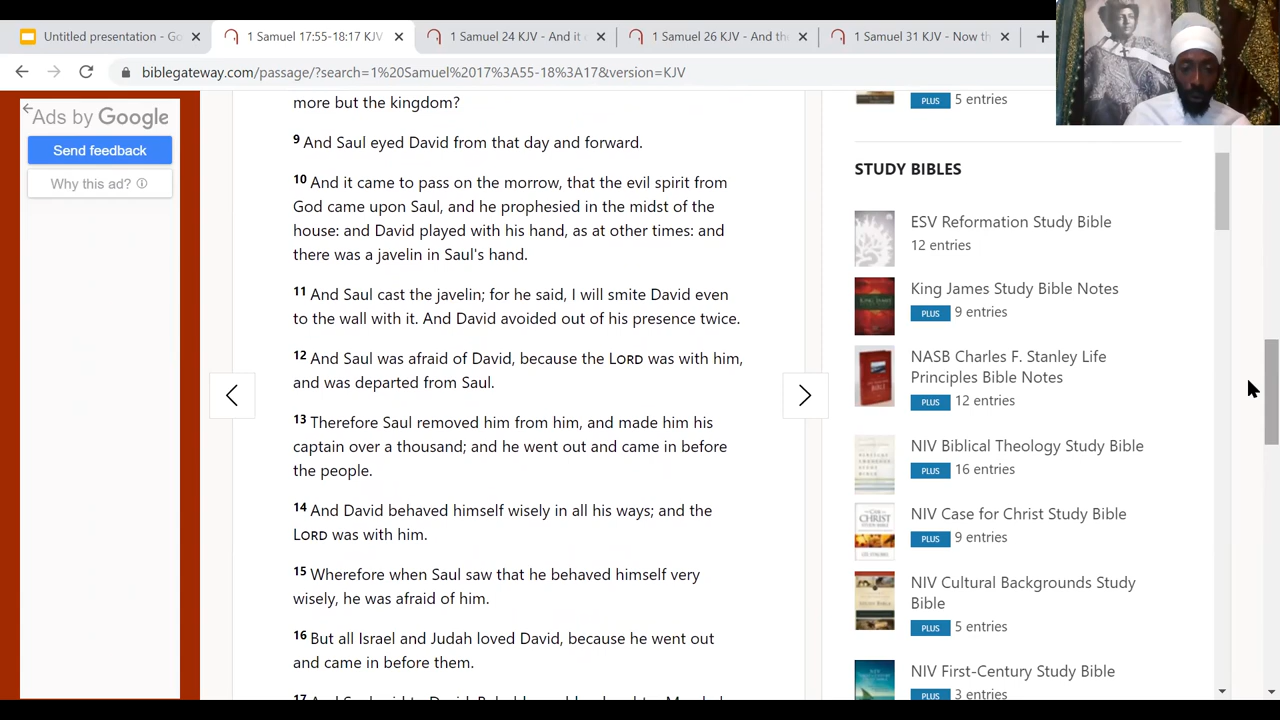 Untitled presentation - Go
1 Samuel 17:55-18:17 KJV
1 Samuel 24 KJV - And it
1 Samuel 26 KJV - And th
1 Samuel 31 KJV - Now th
biblegateway.com/passage/?search=1%20Samuel%2017%3A55-18%3A17&version=KJV
Ads by Google
Send feedback
Why this ad?
more but the kingdom?
9 And Saul eyed David from that day and forward.
10 And it came to pass on the morrow, that the evil spirit from
God came upon Saul, and he prophesied in the midst of the
house: and David played with his hand, as at other times: and
there was a javelin in Saul's hand.
11 And Saul cast the javelin; for he said, I will smite David even
to the wall with it. And David avoided out of his presence twice.
12 And Saul was afraid of David, because the LORD was with him,
and was departed from Saul.
13 Therefore Saul removed him from him, and made him his
captain over a thousand; and he went out and came in before
the people.
14 And David behaved himself wisely in all his ways; and the
LORD was with him.
15 Wherefore when Saul saw that he behaved himself very
wisely, he was afraid of him.
16 But all Israel and Judah loved David, because he went out
and came in before them.
PLUS 5 entries
STUDY BIBLES
ESV Reformation Study Bible
12 entries
King James Study Bible Notes
PLUS 9 entries
NASB Charles F. Stanley Life
Principles Bible Notes
PLUS 12 entries
NIV Biblical Theology Study Bible
PLUS 16 entries
NIV Case for Christ Study Bible
PLUS 9 entries
NIV Cultural Backgrounds Study
Bible
PLUS 5 entries
NIV First-Century Study Bible
PLUS 3 entries